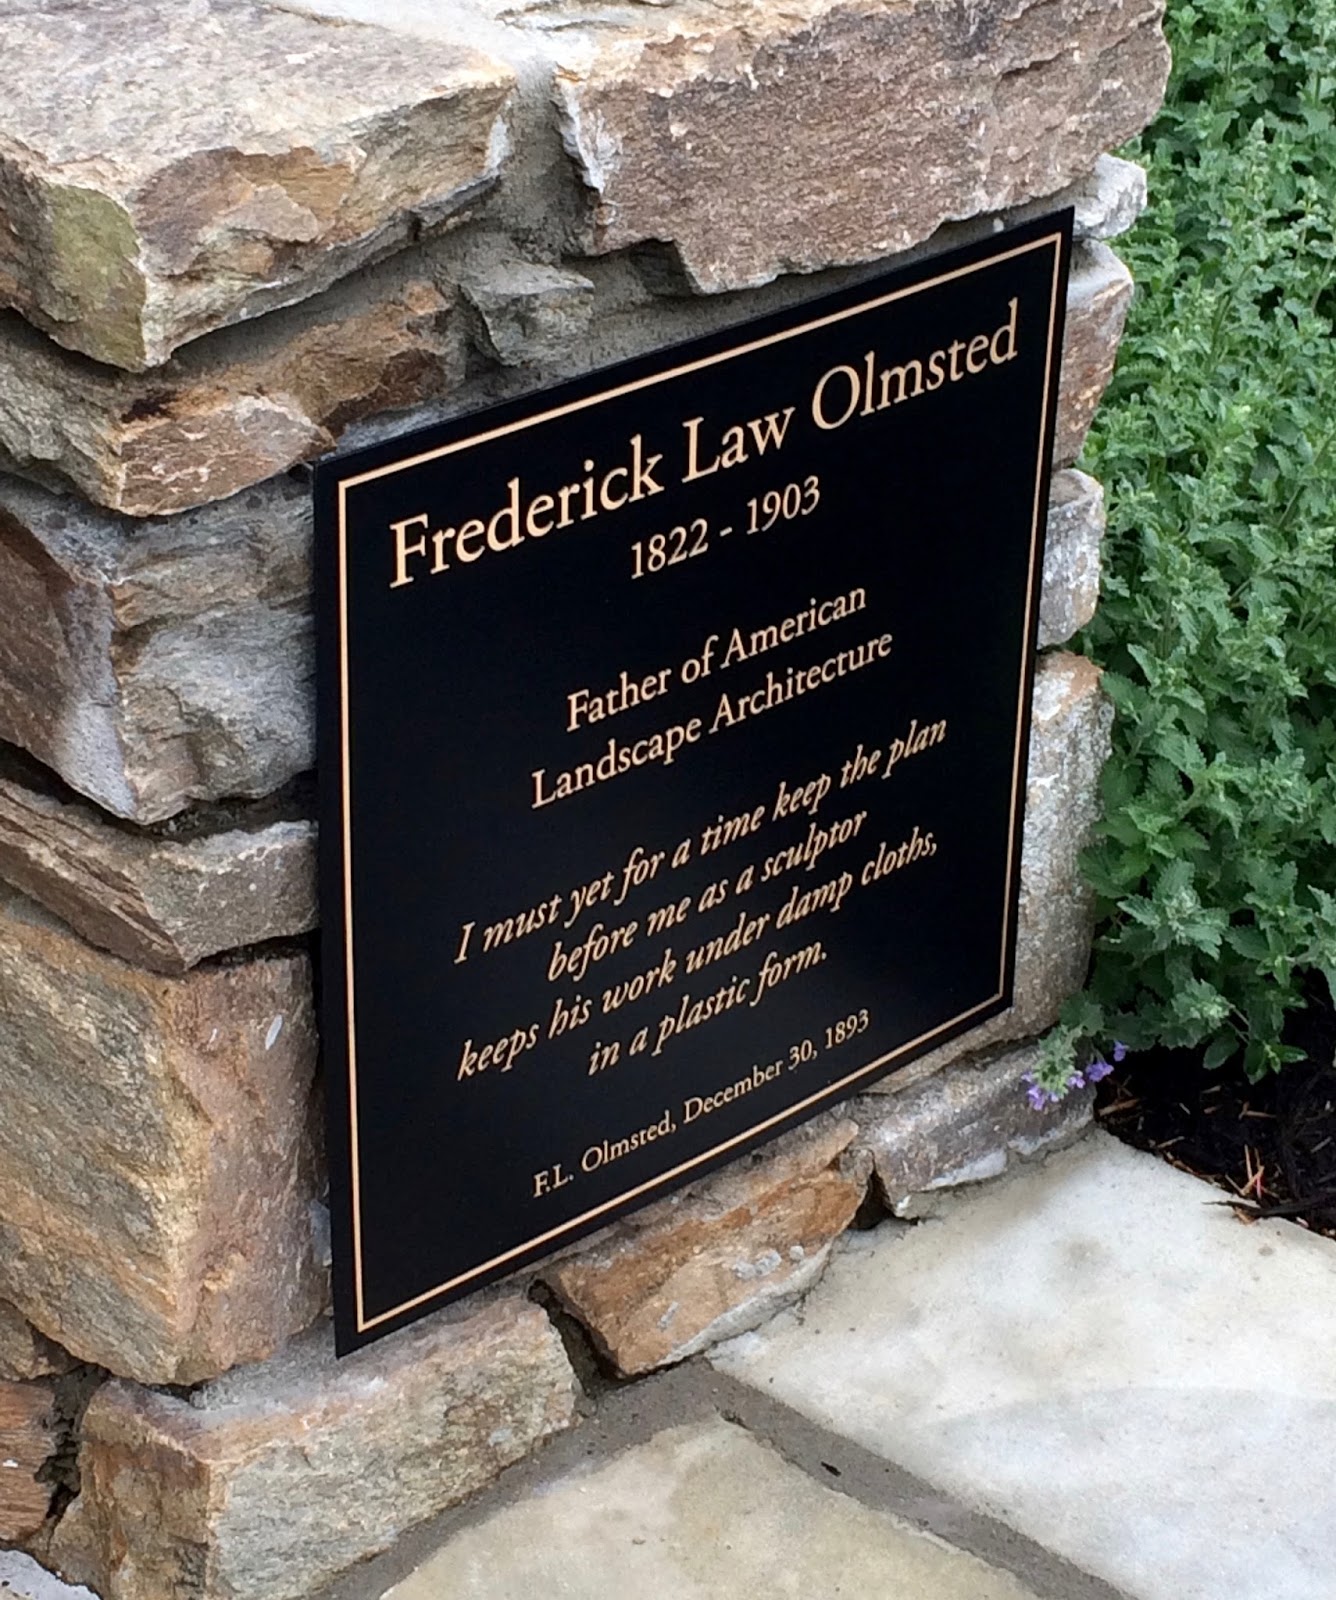 Frederick Law Olmsted
1822 - 1903
Father of American
Landscape Architecture
I must yet for a time keep the plan
before me as a sculptor
keeps his work under damp cloths,
in a plastic form.
F.L. Olmsted, December 30, 1893